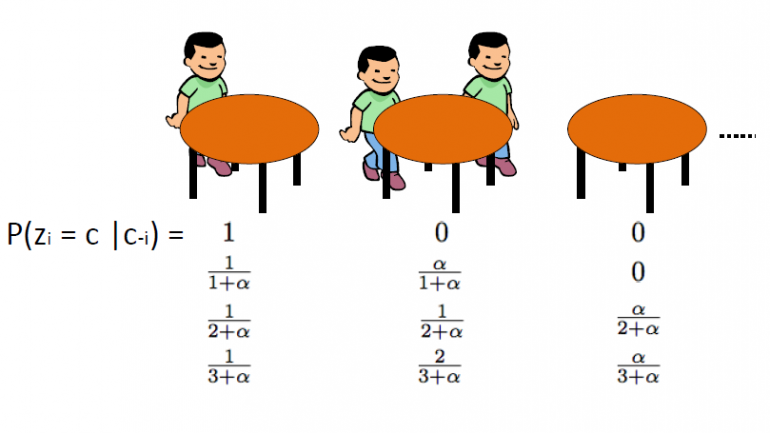 P(zᵢ = c |c₋ᵢ) = 1 0 0
1/(1+α) α/(1+α) 0
1/(2+α) 1/(2+α) α/(2+α)
1/(3+α) 2/(3+α) α/(3+α)